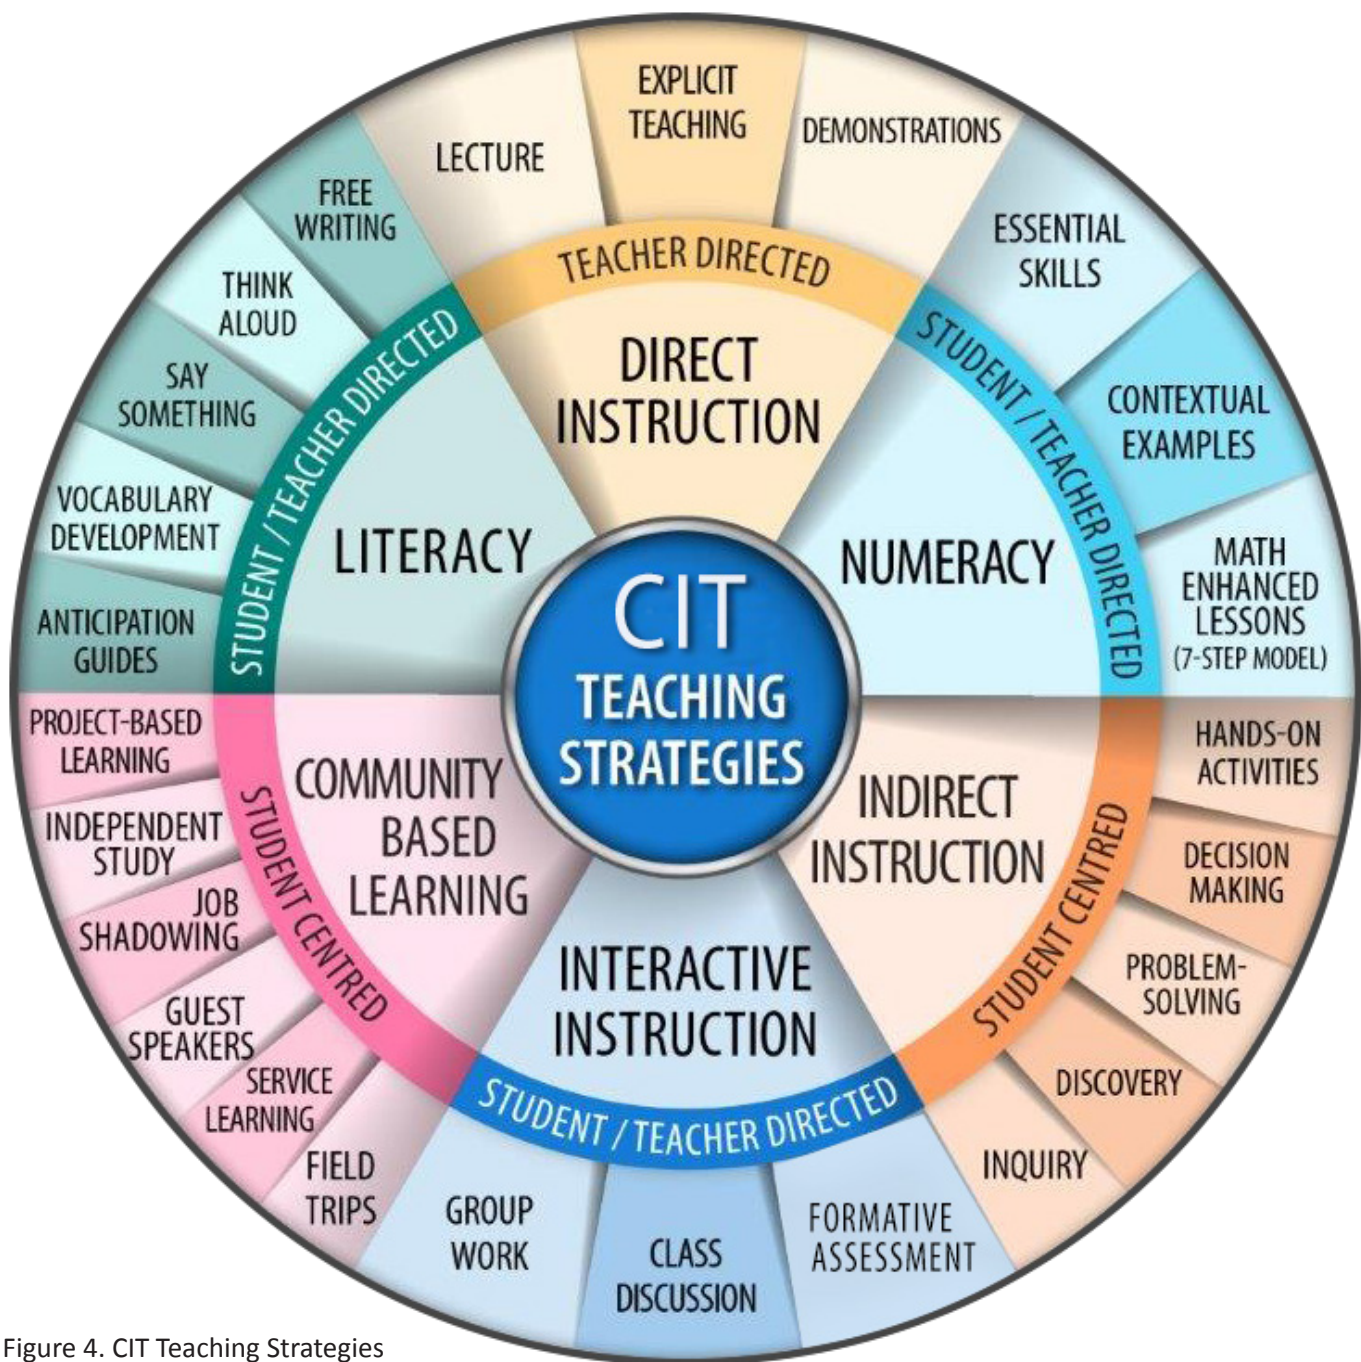 CIT
TEACHING
STRATEGIES
DIRECT
INSTRUCTION
TEACHER DIRECTED
LECTURE
EXPLICIT
TEACHING
DEMONSTRATIONS
NUMERACY
STUDENT / TEACHER DIRECTED
ESSENTIAL
SKILLS
CONTEXTUAL
EXAMPLES
MATH
ENHANCED
LESSONS
(7-STEP MODEL)
INDIRECT
INSTRUCTION
STUDENT CENTRED
HANDS-ON
ACTIVITIES
DECISION
MAKING
PROBLEM-
SOLVING
DISCOVERY
INQUIRY
INTERACTIVE
INSTRUCTION
STUDENT / TEACHER DIRECTED
FORMATIVE
ASSESSMENT
CLASS
DISCUSSION
GROUP
WORK
COMMUNITY
BASED
LEARNING
STUDENT CENTRED
FIELD
TRIPS
SERVICE
LEARNING
GUEST
SPEAKERS
JOB
SHADOWING
INDEPENDENT
STUDY
PROJECT-BASED
LEARNING
LITERACY
STUDENT / TEACHER DIRECTED
ANTICIPATION
GUIDES
VOCABULARY
DEVELOPMENT
SAY
SOMETHING
THINK
ALOUD
FREE
WRITING
Figure 4. CIT Teaching Strategies